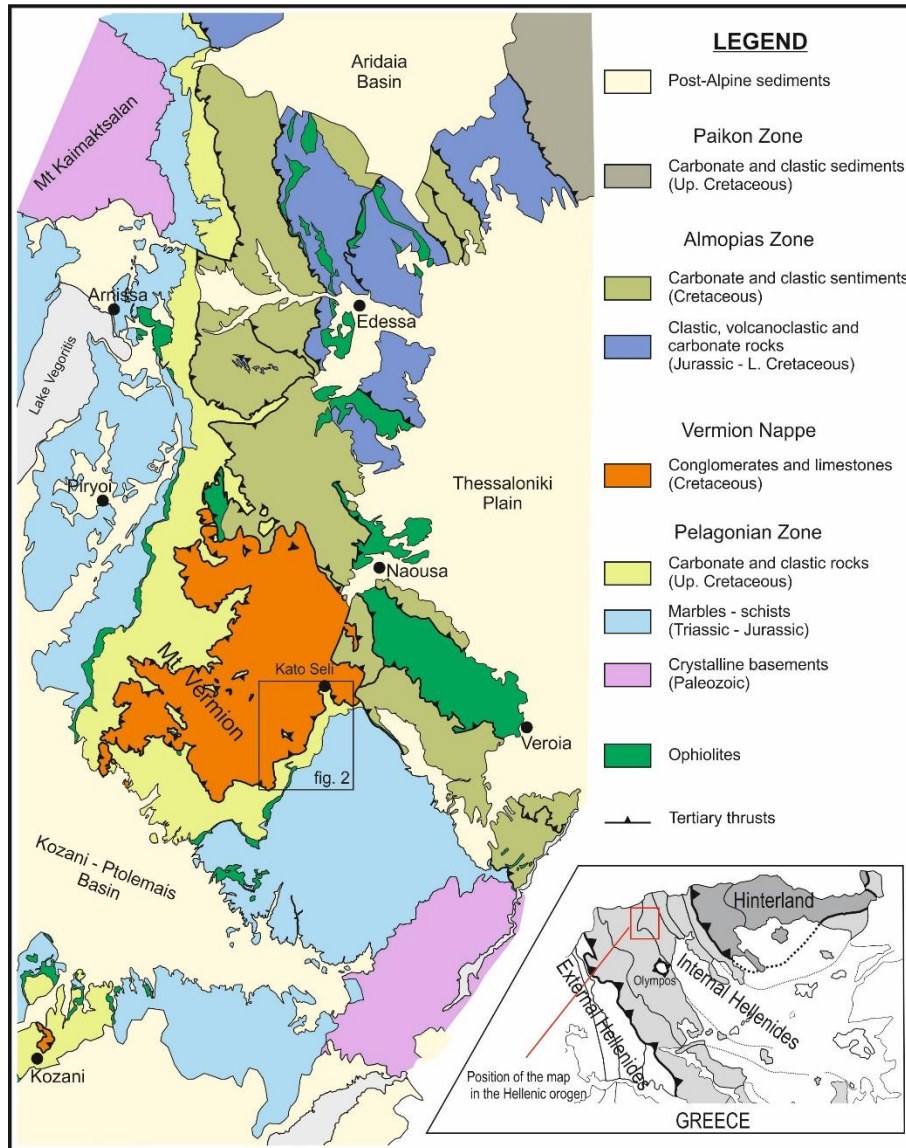 Mt Kaimaktsalan
Aridaia
Basin
Arnissa
Edessa
Lake Vegoritis
Piryoi
Thessaloniki
Plain
Naousa
Mt Vermion
Kato Seli
fig. 2
Veroia
Kozani - Ptolemais
Basin
Kozani
LEGEND
Post-Alpine sediments
Paikon Zone
Carbonate and clastic sediments
(Up. Cretaceous)
Almopias Zone
Carbonate and clastic sentiments
(Cretaceous)
Clastic, volcanoclastic and
carbonate rocks
(Jurassic - L. Cretaceous)
Vermion Nappe
Conglomerates and limestones
(Cretaceous)
Pelagonian Zone
Carbonate and clastic rocks
(Up. Cretaceous)
Marbles - schists
(Triassic - Jurassic)
Crystalline basements
(Paleozoic)
Ophiolites
Tertiary thrusts
Hinterland
Olympos
Internal Hellenides
External Hellenides
Position of the map
in the Hellenic orogen
GREECE